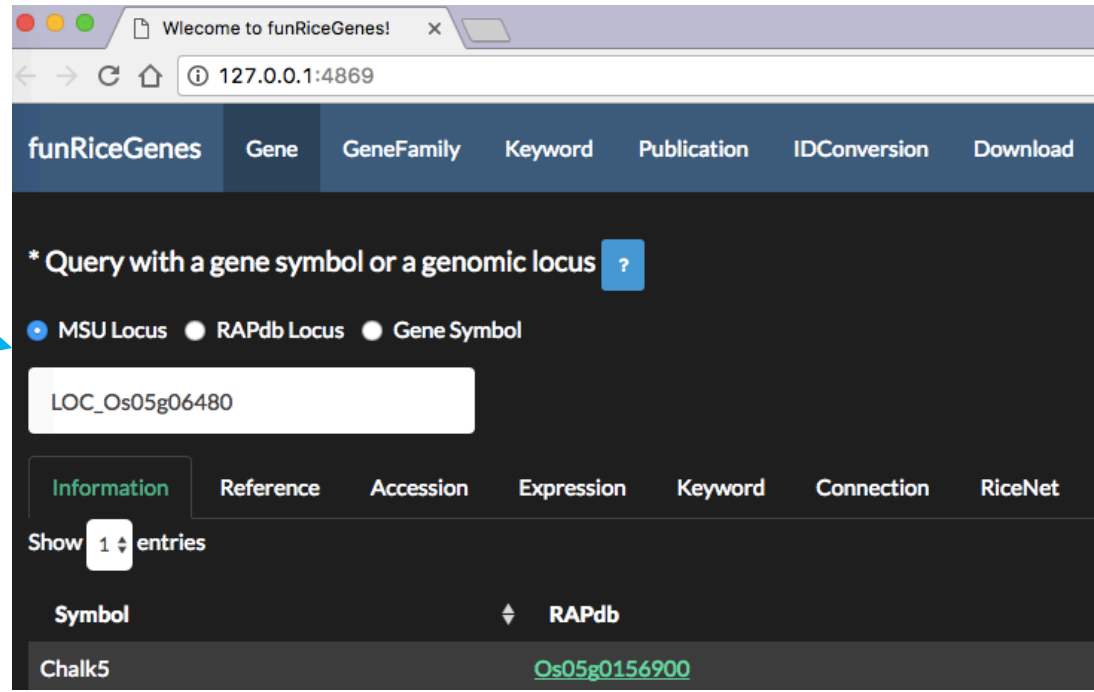 Wlecome to funRiceGenes!
127.0.0.1:4869
funRiceGenes Gene GeneFamily Keyword Publication IDConversion Download
* Query with a gene symbol or a genomic locus ?
MSU Locus RAPdb Locus Gene Symbol
LOC_Os05g06480
Information Reference Accession Expression Keyword Connection RiceNet
Show 1 entries
Symbol RAPdb
Chalk5 Os05g0156900